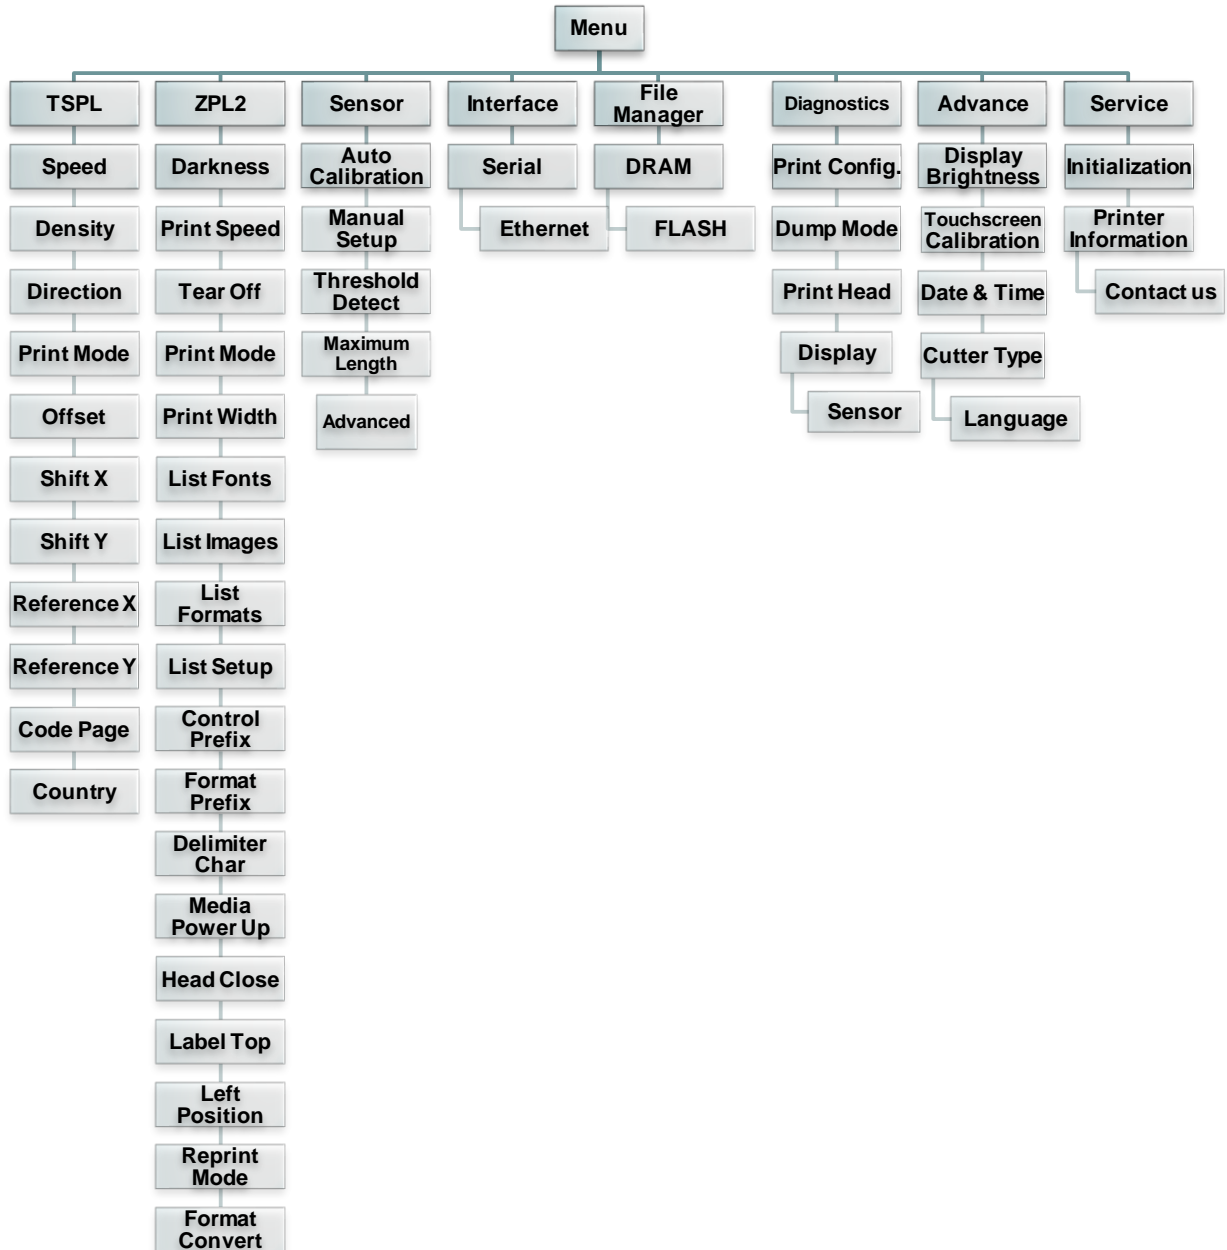 Menu
TSPL
Speed
Density
Direction
Print Mode
Offset
Shift X
Shift Y
Reference X
Reference Y
Code Page
Country
ZPL2
Darkness
Print Speed
Tear Off
Print Mode
Print Width
List Fonts
List Images
List
Formats
List Setup
Control
Prefix
Format
Prefix
Delimiter
Char
Media
Power Up
Head Close
Label Top
Left
Position
Reprint
Mode
Format
Convert
Sensor
Auto
Calibration
Manual
Setup
Threshold
Detect
Maximum
Length
Advanced
Interface
Serial
Ethernet
File
Manager
DRAM
FLASH
Diagnostics
Print Config.
Dump Mode
Print Head
Display
Sensor
Advance
Display
Brightness
Touchscreen
Calibration
Date & Time
Cutter Type
Language
Service
Initialization
Printer
Information
Contact us